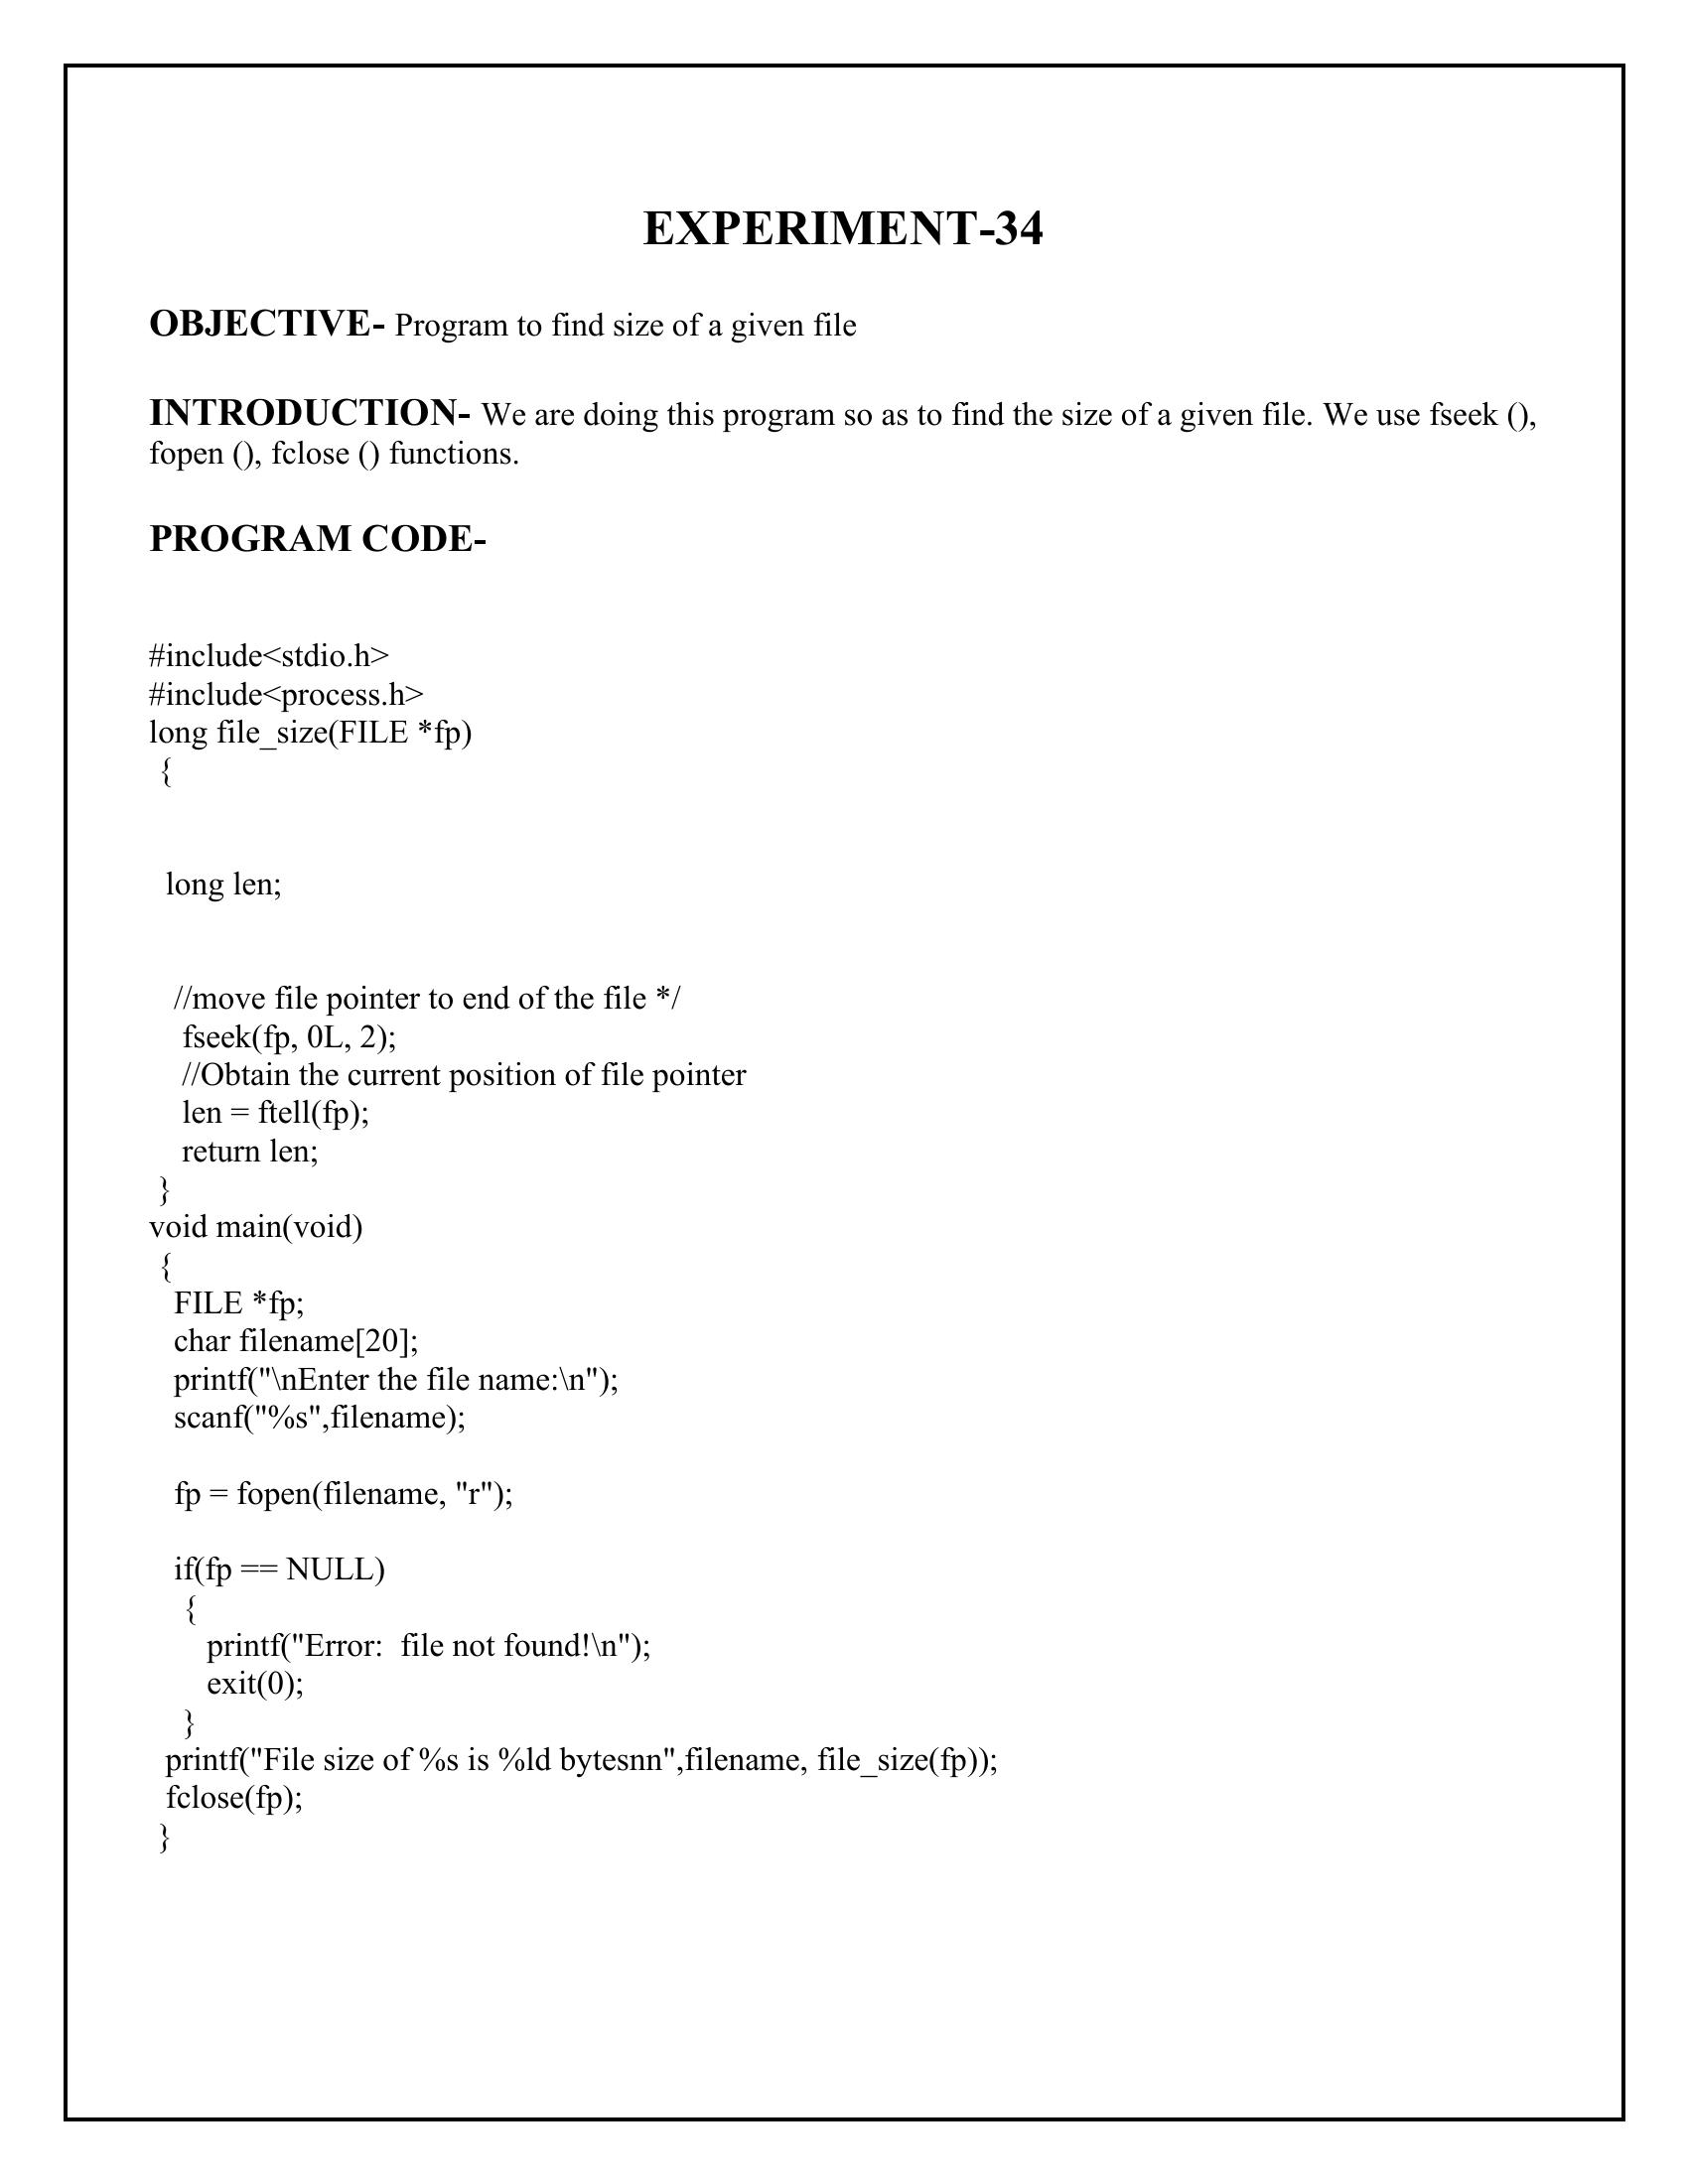 EXPERIMENT-34
OBJECTIVE- Program to find size of a given file
INTRODUCTION- We are doing this program so as to find the size of a given file. We use fseek (),
fopen (), fclose () functions.
PROGRAM CODE-
#include<stdio.h>
#include<process.h>
long file_size(FILE *fp)
{
long len;
//move file pointer to end of the file */
fseek(fp, 0L, 2);
//Obtain the current position of file pointer
len = ftell(fp);
return len;
}
void main(void)
{
FILE *fp;
char filename[20];
printf("\nEnter the file name:\n");
scanf("%s",filename);
fp = fopen(filename, "r");
if(fp == NULL)
{
printf("Error:  file not found!\n");
exit(0);
}
printf("File size of %s is %ld bytesnn",filename, file_size(fp));
fclose(fp);
}